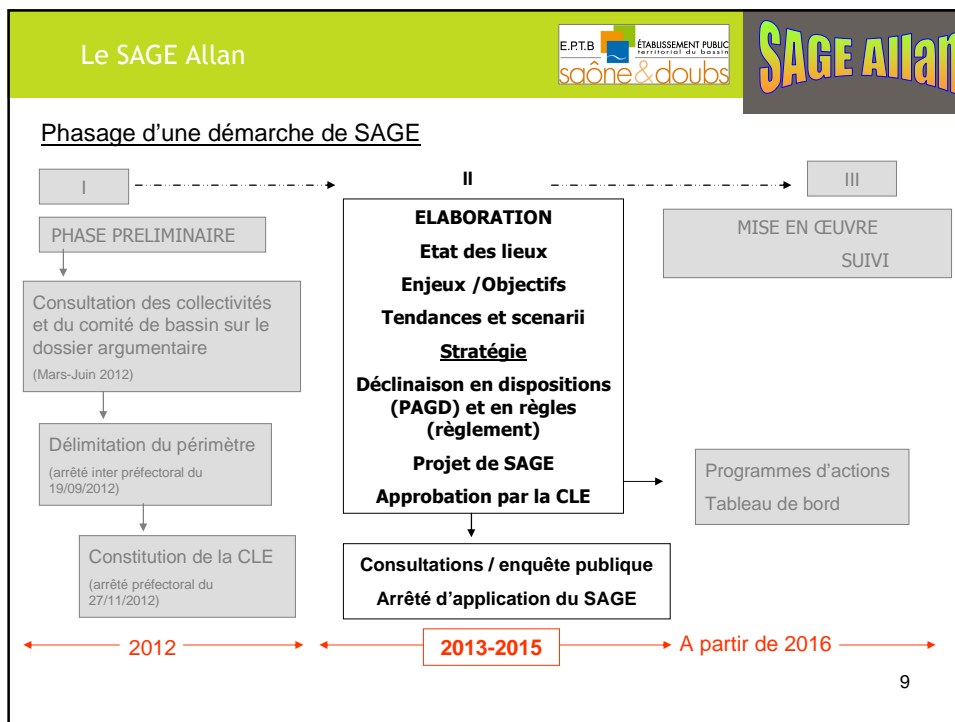 Le SAGE Allan
E.P.T.B
ÉTABLISSEMENT PUBLIC
territorial du bassin
saône & doubs
SAGE Allan
Phasage d'une démarche de SAGE
I
PHASE PRELIMINAIRE
Consultation des collectivités
et du comité de bassin sur le
dossier argumentaire
(Mars-Juin 2012)
Délimitation du périmètre
(arrêté inter préfectoral du
19/09/2012)
Constitution de la CLE
(arrêté préfectoral du
27/11/2012)
II
ELABORATION
Etat des lieux
Enjeux /Objectifs
Tendances et scenarii
Stratégie
Déclinaison en dispositions
(PAGD) et en règles
(règlement)
Projet de SAGE
Approbation par la CLE
Consultations / enquête publique
Arrêté d'application du SAGE
III
MISE EN ŒUVRE
SUIVI
Programmes d'actions
Tableau de bord
2012
2013-2015
A partir de 2016
9